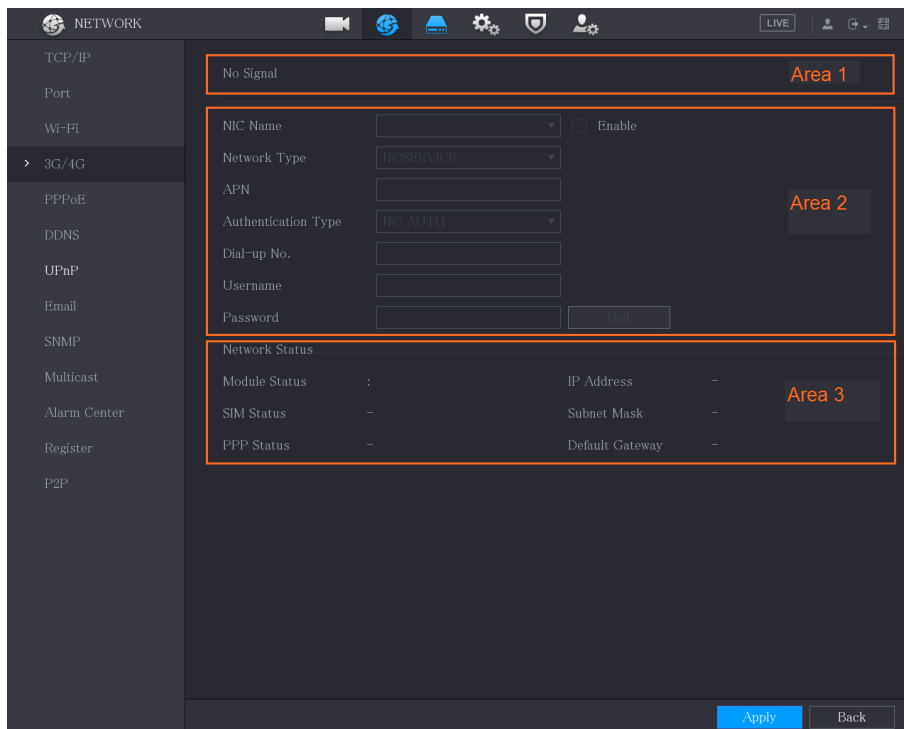 NETWORK
LIVE
TCP/IP
Port
Wi-Fi
3G/4G
PPPoE
DDNS
UPnP
Email
SNMP
Multicast
Alarm Center
Register
P2P
No Signal
Area 1
NIC Name
Enable
Network Type NOSERVICE
APN
Area 2
Authentication Type NO_AUTH
Dial-up No.
Username
Password Dial
Network Status
Module Status : IP Address -
Area 3
SIM Status - Subnet Mask -
PPP Status - Default Gateway -
Apply Back